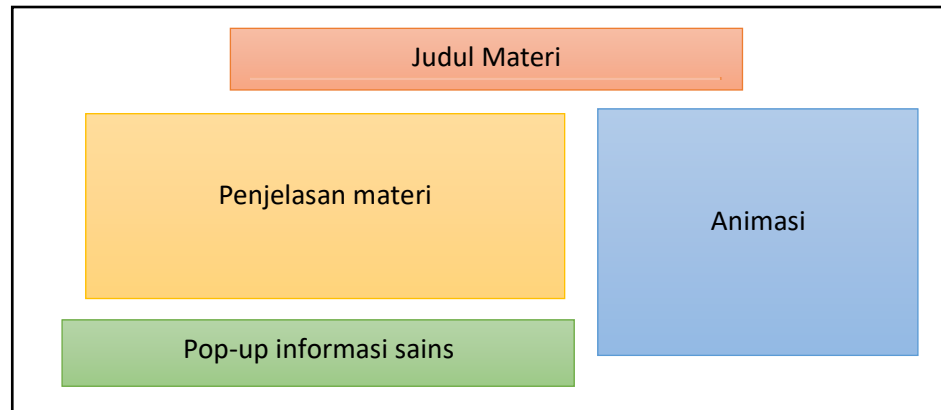 Judul Materi
Penjelasan materi
Animasi
Pop-up informasi sains